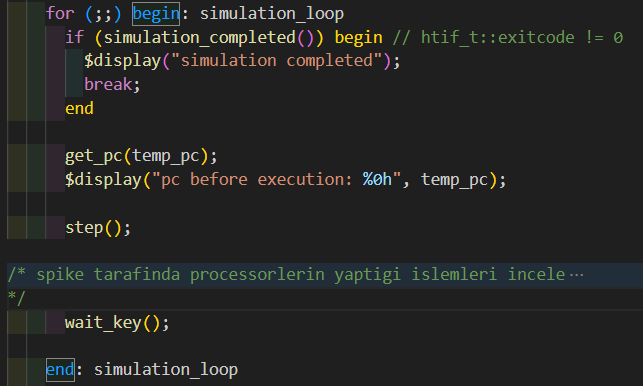 for (;;) begin: simulation_loop
if (simulation_completed()) begin // htif_t::exitcode != 0
$display("simulation completed");
break;
end
get_pc(temp_pc);
$display("pc before execution: %0h", temp_pc);
step();
/* spike tarafinda processorlerin yaptigi islemleri incele ⋯
*/
wait_key();
end: simulation_loop